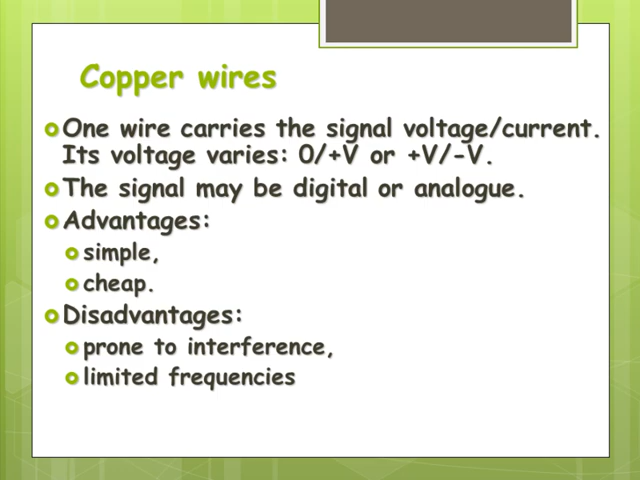 Copper wires
One wire carries the signal voltage/current.
Its voltage varies: 0/+V or +V/-V.
The signal may be digital or analogue.
Advantages:
simple,
cheap.
Disadvantages:
prone to interference,
limited frequencies